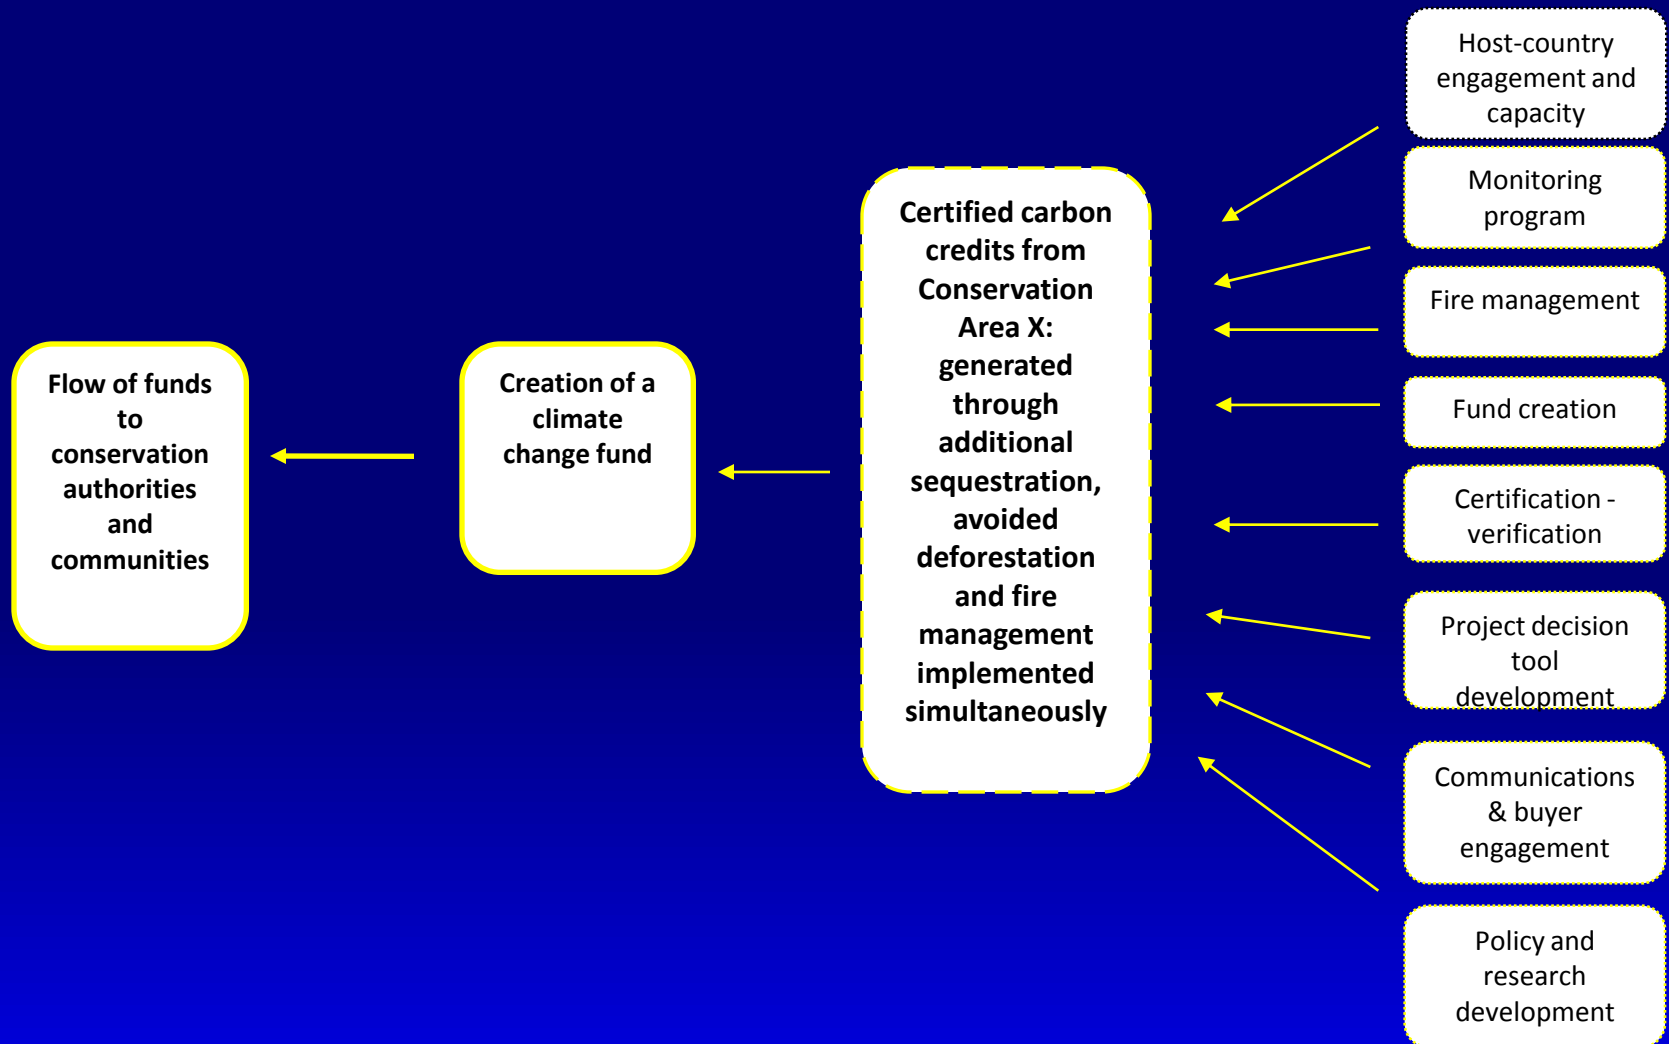 Flow of funds
to
conservation
authorities
and
communities
Creation of a
climate
change fund
Certified carbon
credits from
Conservation
Area X:
generated
through
additional
sequestration,
avoided
deforestation
and fire
management
implemented
simultaneously
Host-country
engagement and
capacity
Monitoring
program
Fire management
Fund creation
Certification -
verification
Project decision
tool
development
Communications
& buyer
engagement
Policy and
research
development